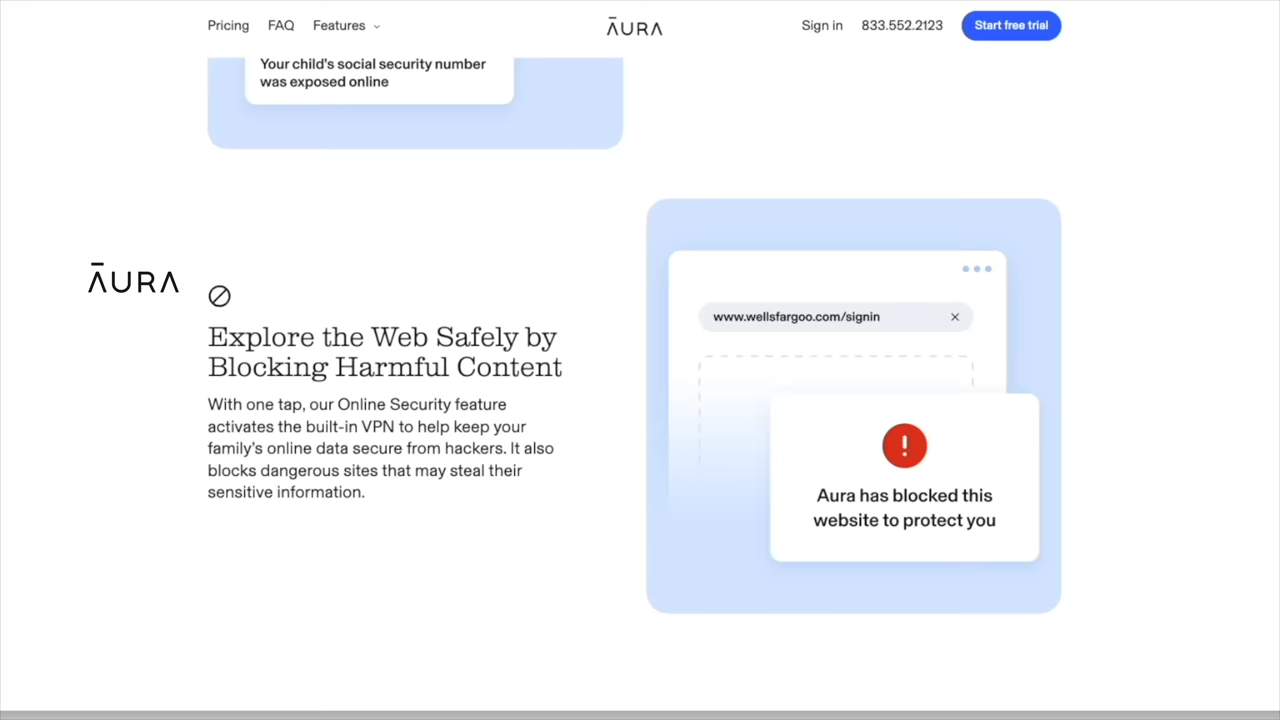 Pricing FAQ Features
ĀURA
Sign in 833.552.2123 Start free trial
Your child's social security number
was exposed online
ĀURA
Explore the Web Safely by
Blocking Harmful Content
With one tap, our Online Security feature
activates the built-in VPN to help keep your
family's online data secure from hackers. It also
blocks dangerous sites that may steal their
sensitive information.
www.wellsfargoo.com/signin
Aura has blocked this
website to protect you